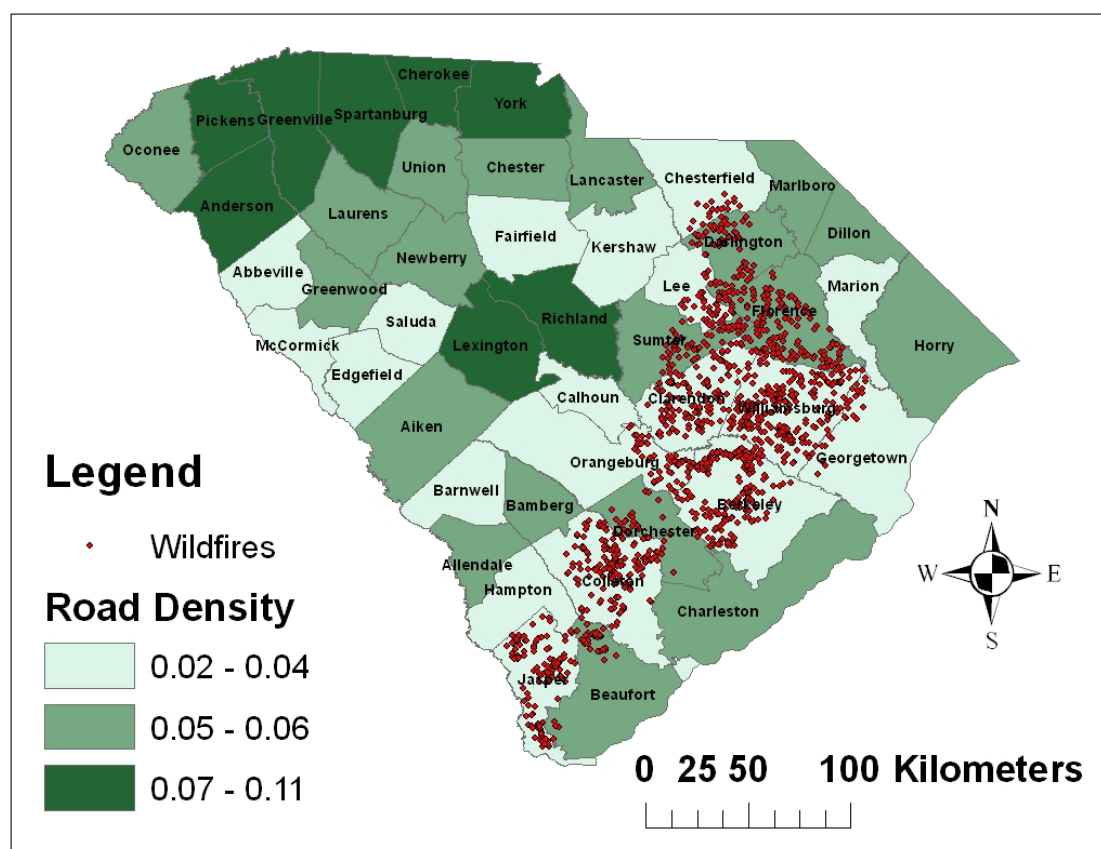 Cherokee
York
Pickens
Greenville
Spartanburg
Oconee
Union
Chester
Lancaster
Chesterfield
Marlboro
Anderson
Laurens
Fairfield
Kershaw
Darlington
Dillon
Abbeville
Newberry
Greenwood
Lee
Marion
Saluda
Richland
Florence
McCormick
Lexington
Sumter
Horry
Edgefield
Calhoun
Clarendon
Williamsburg
Aiken
Orangeburg
Georgetown
Barnwell
Bamberg
Berkeley
Dorchester
Allendale
Hampton
Colleton
Charleston
Jasper
Beaufort
Legend
Wildfires
Road Density
0.02 - 0.04
0.05 - 0.06
0.07 - 0.11
N
W E
S
0 25 50 100 Kilometers